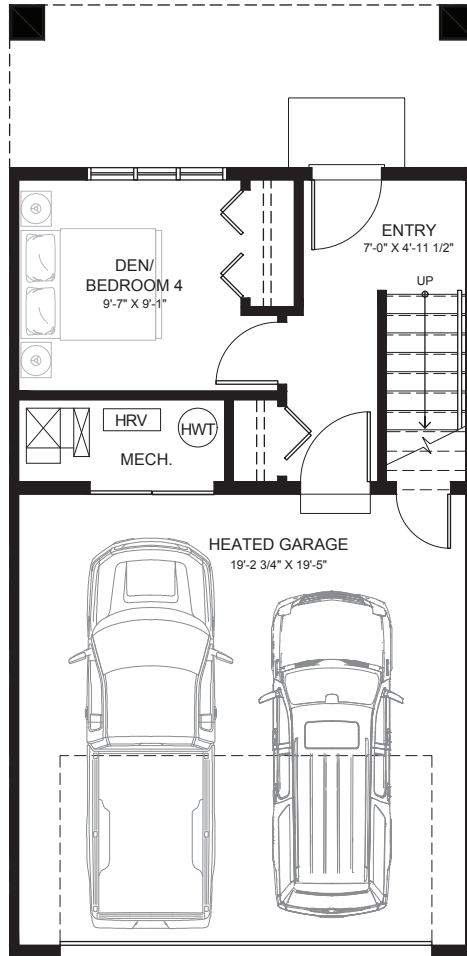 ENTRY
7'-0" X 4'-11 1/2"
DEN/
BEDROOM 4
9'-7" X 9'-1"
UP
HRV
HWT
MECH.
HEATED GARAGE
19'-2 3/4" X 19'-5"